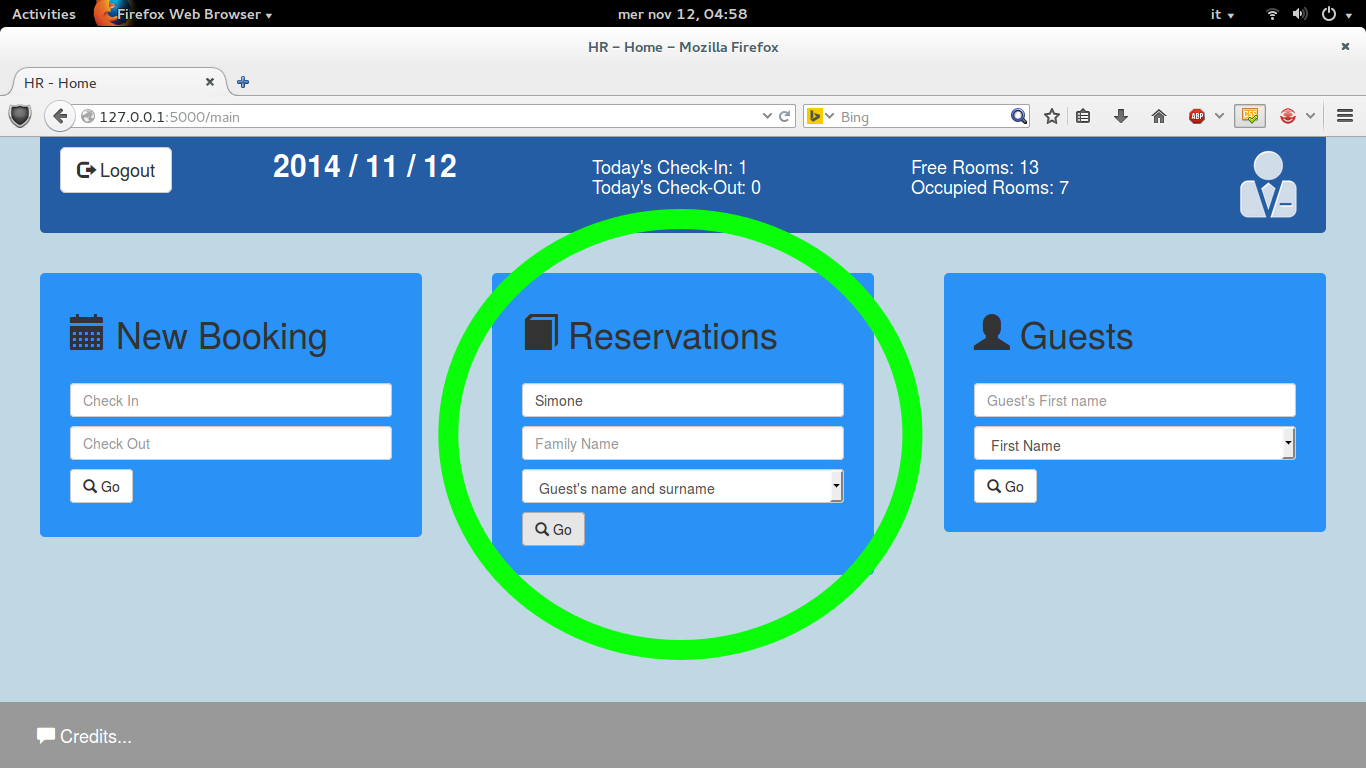 Activities Firefox Web Browser mer nov 12, 04:58 it
HR – Home – Mozilla Firefox
HR - Home
127.0.0.1:5000/main Bing ABP CSS
Logout 2014 / 11 / 12 Today's Check-In: 1 Free Rooms: 13
Today's Check-Out: 0 Occupied Rooms: 7
New Booking
Check In
Check Out
Go
Reservations
Simone
Family Name
Guest's name and surname
Go
Guests
Guest's First name
First Name
Go
Credits...